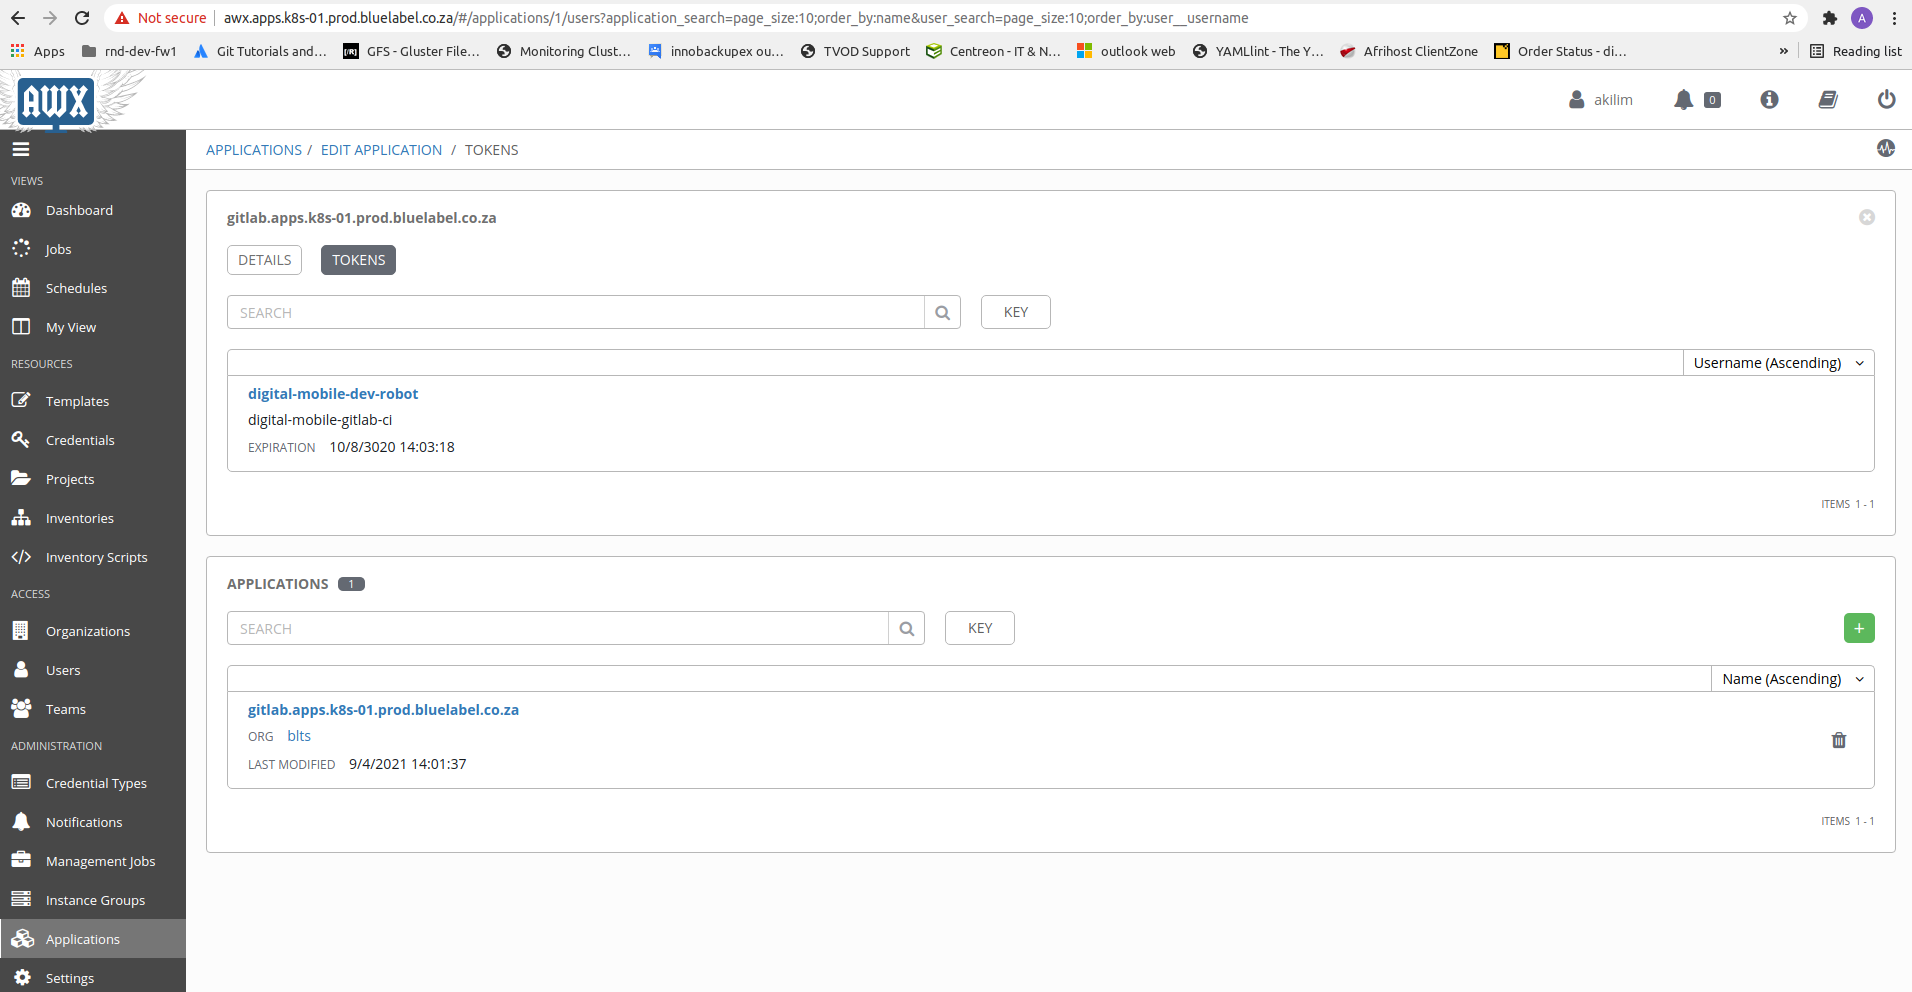 Not secure awx.apps.k8s-01.prod.bluelabel.co.za/#/applications/1/users?application_search=page_size:10;order_by:name&user_search=page_size:10;order_by:user__username A
Apps rnd-dev-fw1 Git Tutorials and... [/R] GFS - Gluster File... Monitoring Clust... innobackupex ou... TVOD Support Centreon - IT & N... outlook web YAMLlint - The Y... Afrihost ClientZone Order Status - di... » Reading list
AWX akilim 0
APPLICATIONS / EDIT APPLICATION / TOKENS
VIEWS
Dashboard
Jobs
Schedules
My View
RESOURCES
Templates
Credentials
Projects
Inventories
Inventory Scripts
ACCESS
Organizations
Users
Teams
ADMINISTRATION
Credential Types
Notifications
Management Jobs
Instance Groups
Applications
Settings
gitlab.apps.k8s-01.prod.bluelabel.co.za
DETAILS TOKENS
SEARCH KEY
Username (Ascending)
digital-mobile-dev-robot
digital-mobile-gitlab-ci
EXPIRATION 10/8/3020 14:03:18
ITEMS 1 - 1
APPLICATIONS 1
SEARCH KEY +
Name (Ascending)
gitlab.apps.k8s-01.prod.bluelabel.co.za
ORG blts
LAST MODIFIED 9/4/2021 14:01:37
ITEMS 1 - 1